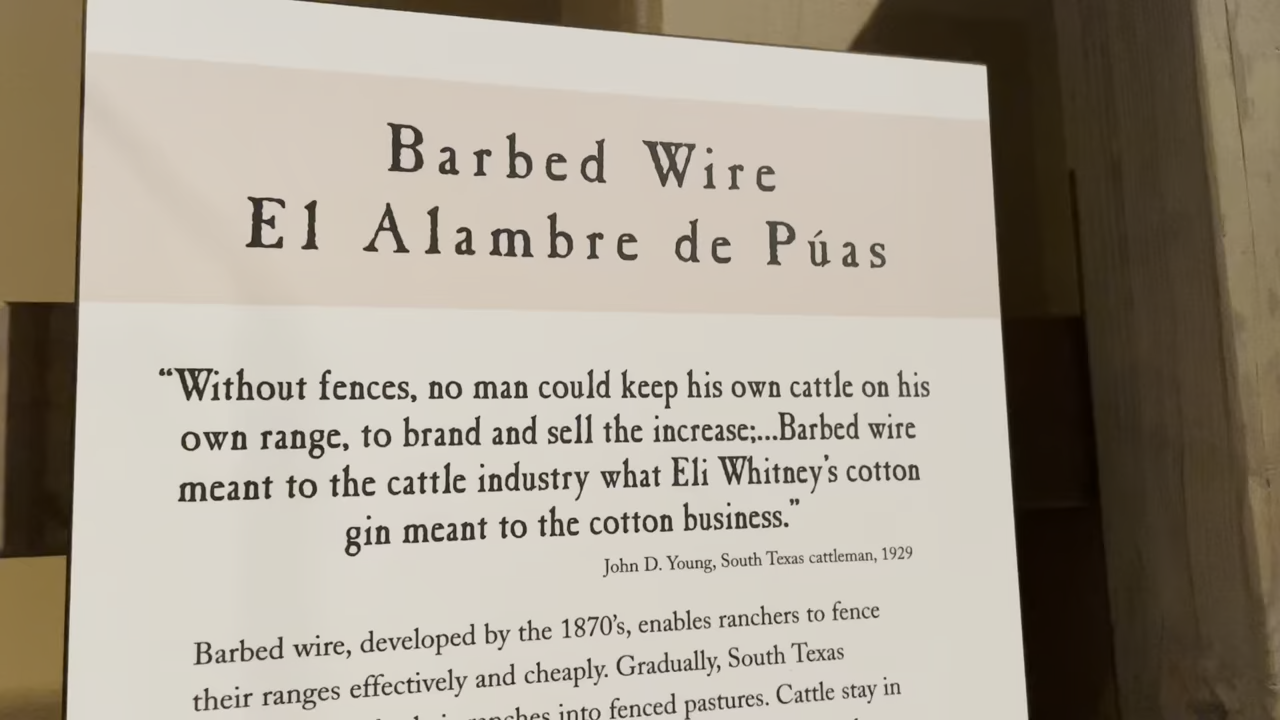 Barbed Wire
El Alambre de Púas
“Without fences, no man could keep his own cattle on his
own range, to brand and sell the increase;...Barbed wire
meant to the cattle industry what Eli Whitney’s cotton
gin meant to the cotton business.”
John D. Young, South Texas cattleman, 1929
Barbed wire, developed by the 1870’s, enables ranchers to fence
their ranges effectively and cheaply. Gradually, South Texas
into fenced pastures. Cattle stay in